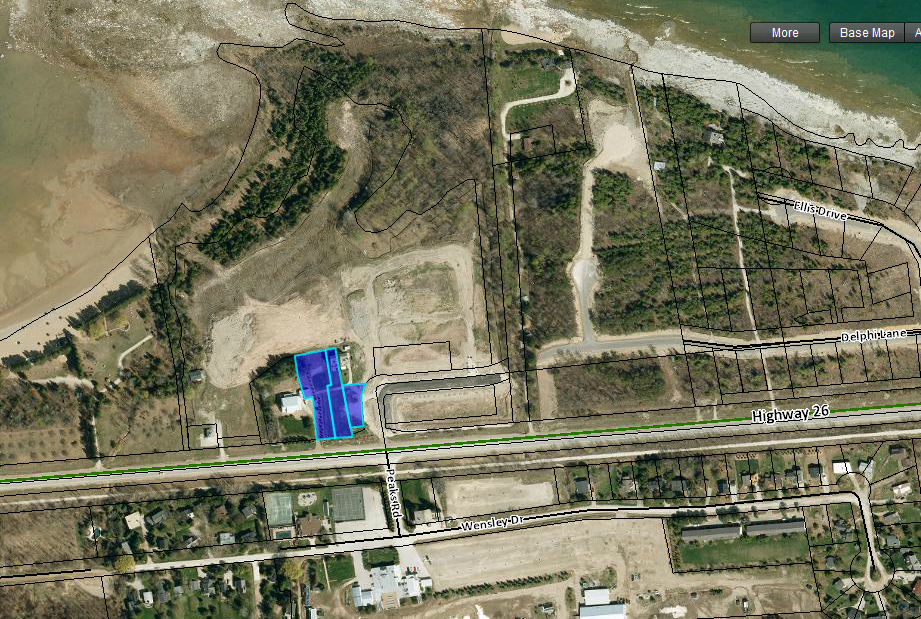 More
Base Map
A
Ellis Drive
Delphi Lane
Highway 26
Peaks Rd
Wensley Dr